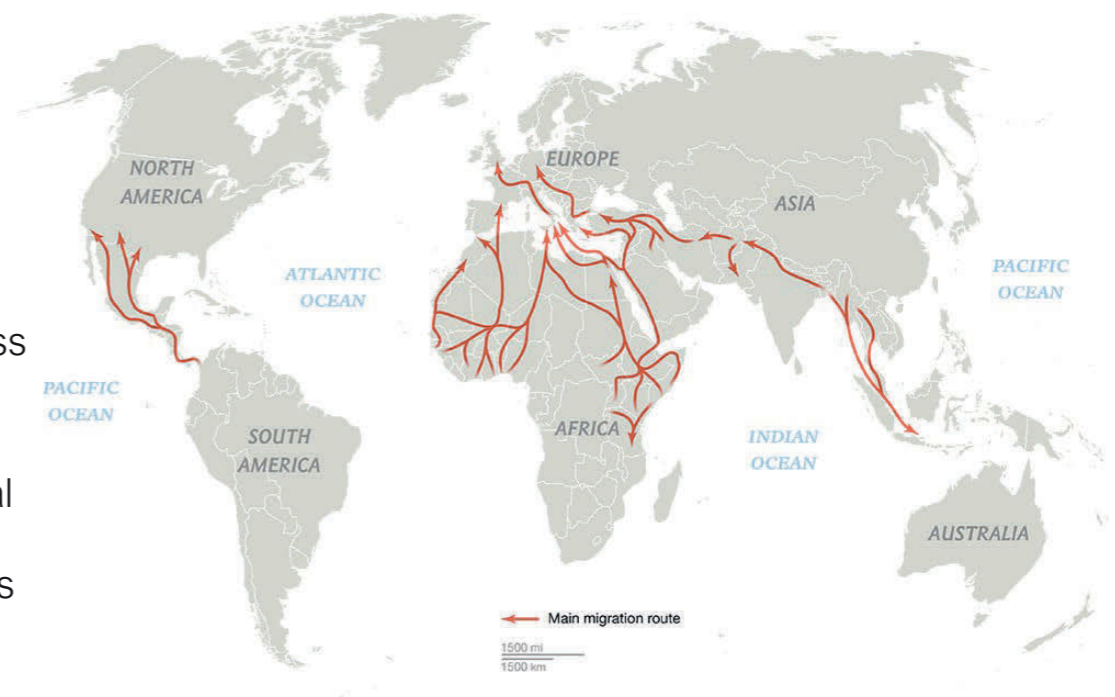 NORTH
AMERICA
EUROPE
ASIA
ATLANTIC
OCEAN
PACIFIC
OCEAN
ss
PACIFIC
OCEAN
AFRICA
SOUTH
AMERICA
INDIAN
OCEAN
al
AUSTRALIA
s
Main migration route
1500 mi
1500 km